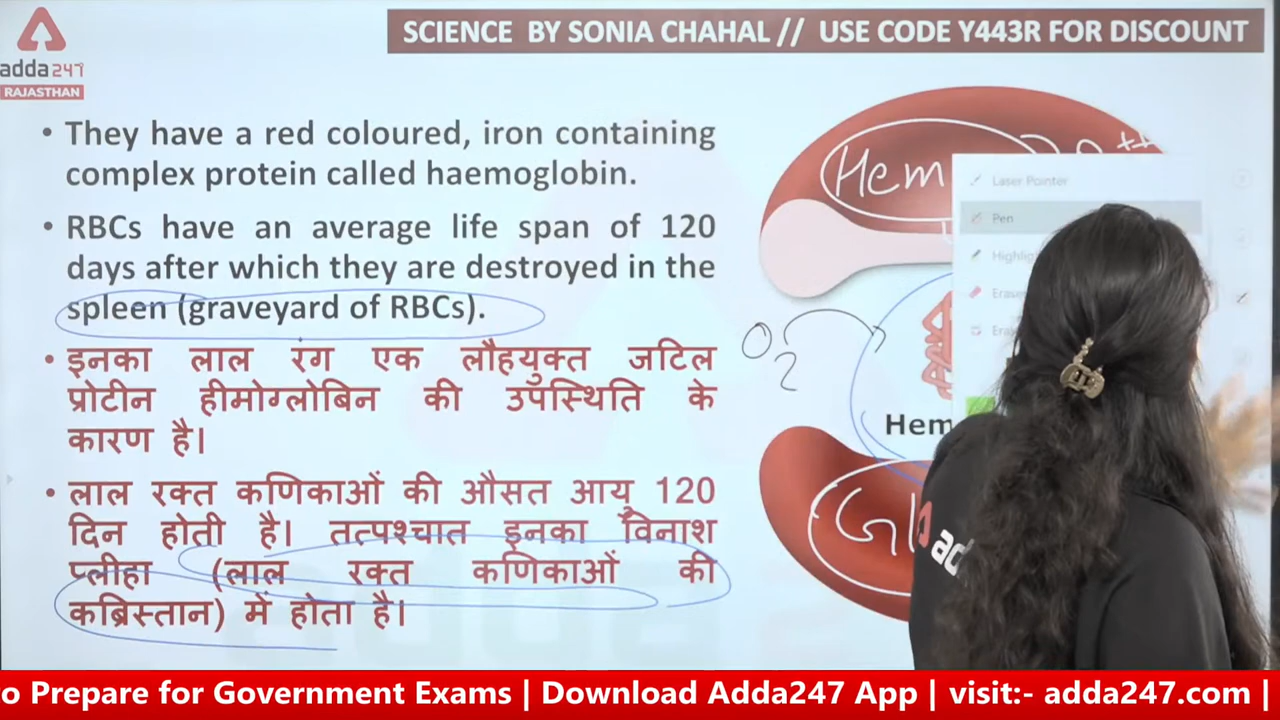 SCIENCE BY SONIA CHAHAL // USE CODE Y443R FOR DISCOUNT
adda247
RAJASTHAN
• They have a red coloured, iron containing
complex protein called haemoglobin.
• RBCs have an average life span of 120
days after which they are destroyed in the
spleen (graveyard of RBCs).
• इनका लाल रंग एक लौहयुक्त जटिल
प्रोटीन हीमोग्लोबिन की उपस्थिति के
कारण है।
• लाल रक्त कणिकाओं की औसत आयु 120
दिन होती है। तत्पश्चात इनका विनाश
प्लीहा (लाल रक्त कणिकाओं की
कब्रिस्तान) में होता है।
Hem
Laser Pointer
Pen
O2
Hem
Gl
ad
o Prepare for Government Exams | Download Adda247 App | visit:- adda247.com |